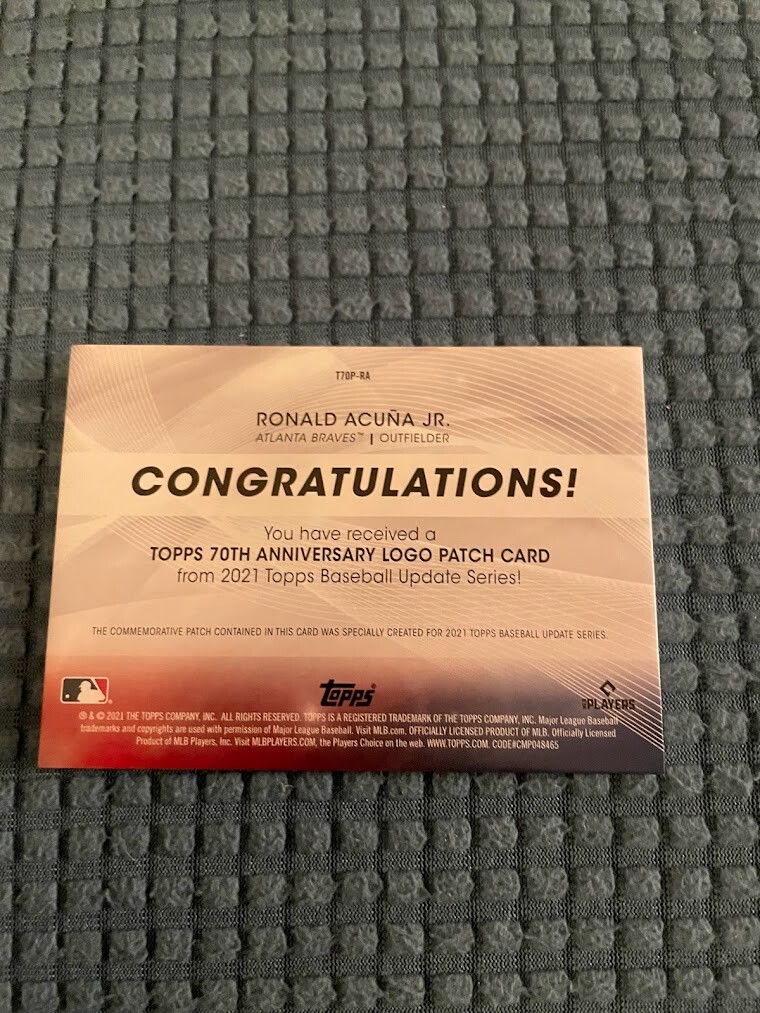 T70P-RA
RONALD ACUÑA JR.
ATLANTA BRAVES™ | OUTFIELDER
CONGRATULATIONS!
You have received a
TOPPS 70TH ANNIVERSARY LOGO PATCH CARD
from 2021 Topps Baseball Update Series!
THE COMMEMORATIVE PATCH CONTAINED IN THIS CARD WAS SPECIALLY CREATED FOR 2021 TOPPS BASEBALL UPDATE SERIES.
Topps®
PLAYERS
® & © 2021 THE TOPPS COMPANY, INC. ALL RIGHTS RESERVED. TOPPS IS A REGISTERED TRADEMARK OF THE TOPPS COMPANY, INC. Major League Baseball
trademarks and copyrights are used with permission of Major League Baseball. Visit MLB.com. OFFICIALLY LICENSED PRODUCT OF MLB. Officially Licensed
Product of MLB Players, Inc. Visit MLBPLAYERS.COM, the Players Choice on the web. WWW.TOPPS.COM. CODE#CMP048465